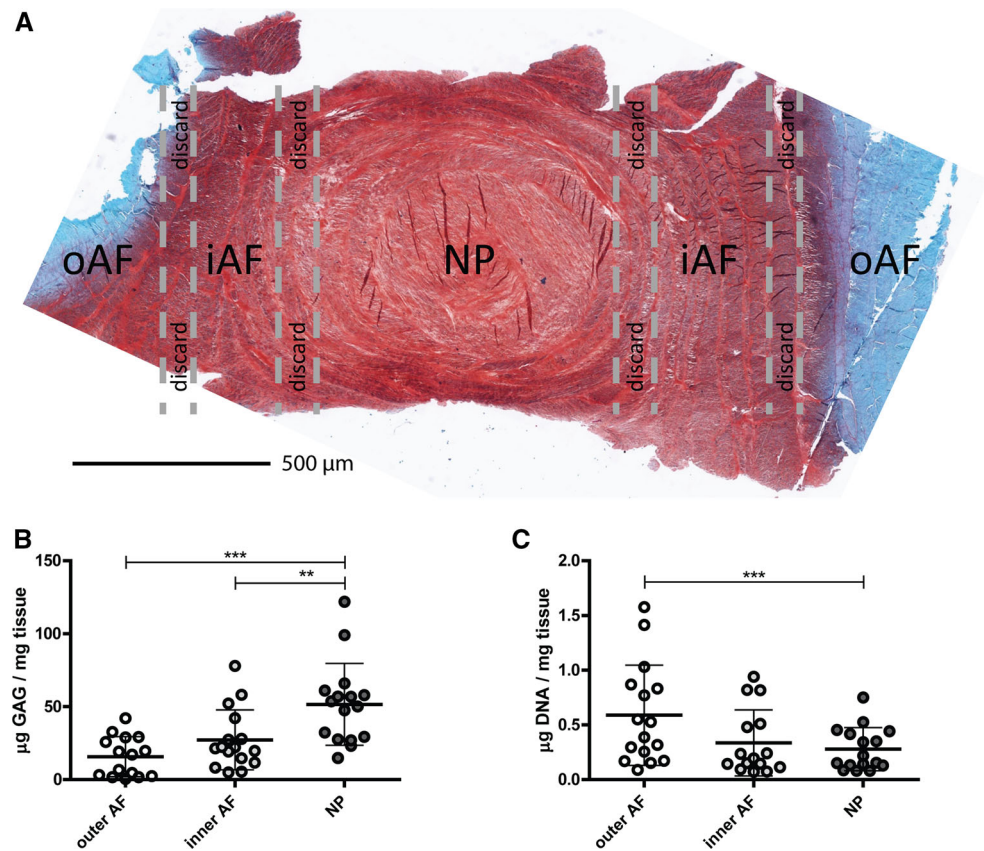 A
discard discard discard discard
oAF iAF NP iAF oAF
discard discard discard discard
500 µm
B
***
**
150
100
50
0
µg GAG / mg tissue
outer AF
inner AF
NP
C
***
2.0
1.5
1.0
0.5
0.0
µg DNA / mg tissue
outer AF
inner AF
NP